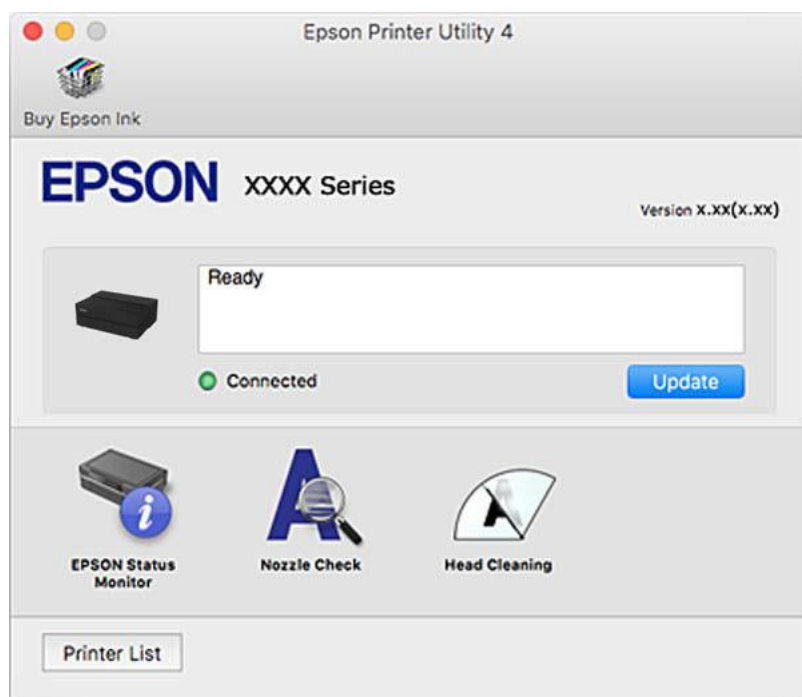 Epson Printer Utility 4
Buy Epson Ink
EPSON XXXX Series
Version X.XX(X.XX)
Ready
Connected
Update
EPSON Status
Monitor
Nozzle Check
Head Cleaning
Printer List